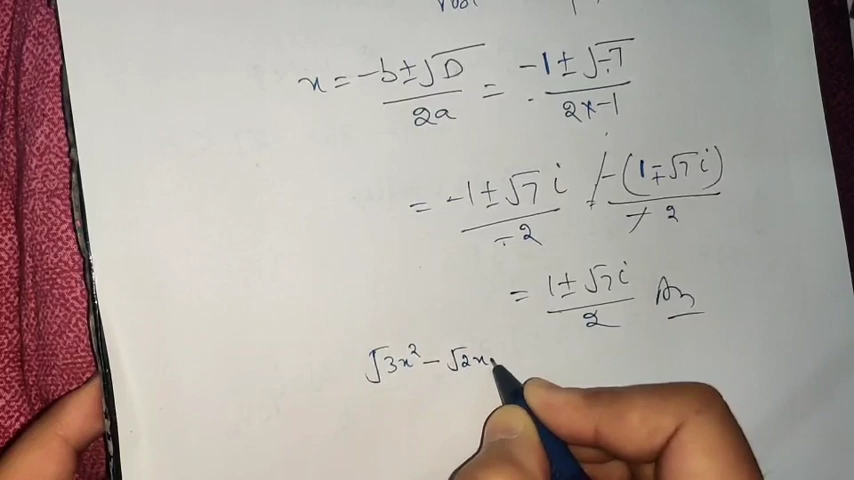 x = -b ± √D / 2a = -1 ± √-7 / 2×-1
= -1 ± √7 i / -2 -(1 ∓ √7 i) / -2
= 1 ± √7 i / 2 Ans
√3x² - √2x